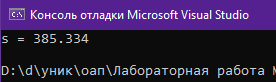 Консоль отладки Microsoft Visual Studio
s = 385.334
D:\d\уник\оап\Лабораторная работа